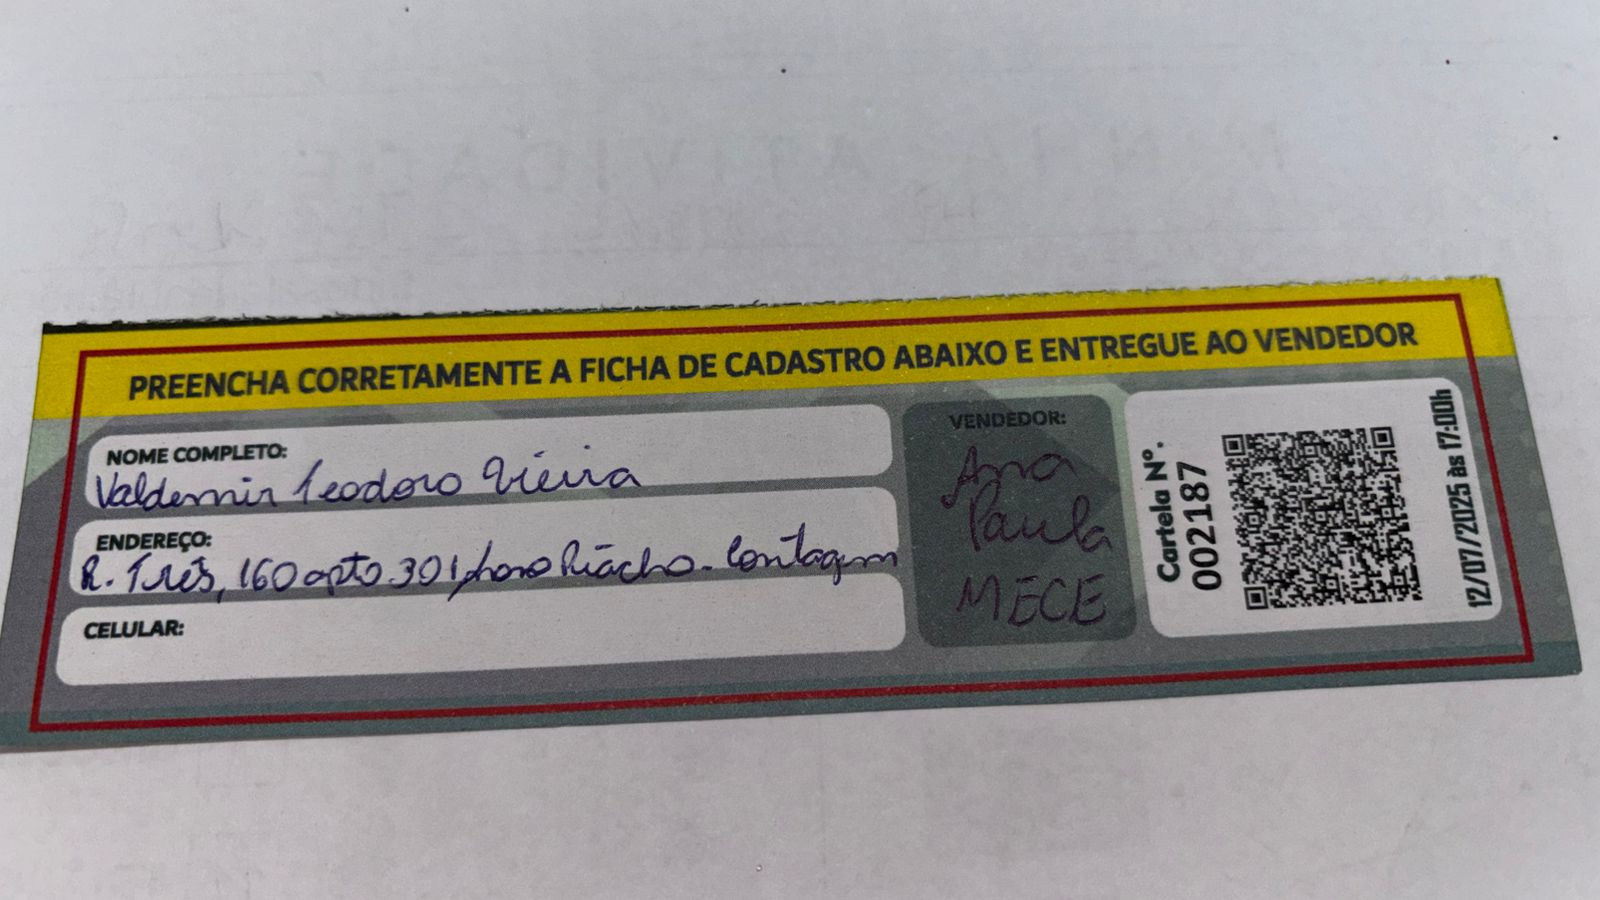 PREENCHA CORRETAMENTE A FICHA DE CADASTRO ABAIXO E ENTREGUE AO VENDEDOR
NOME COMPLETO:
Valdemir Teodoro Vieira
ENDEREÇO:
R. Três, 160 apto 301 Riacho - Contagem
CELULAR:
VENDEDOR:
Ana
Paula
MECE
Cartela Nº.
002187
12/07/2025 às 17:00h